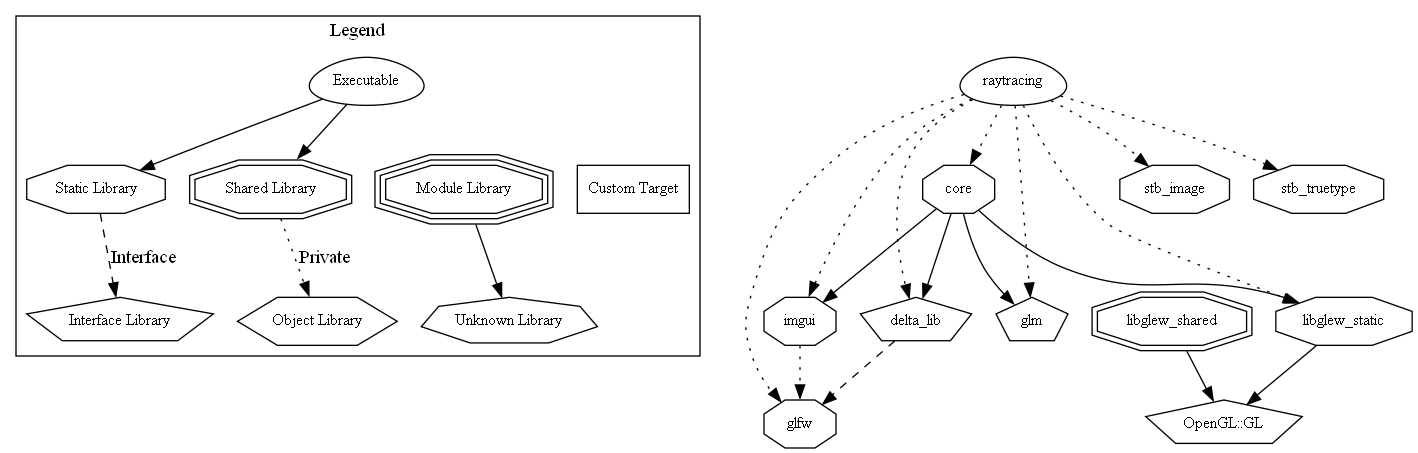 Legend
Executable
Static Library
Shared Library
Module Library
Custom Target
Interface
Private
Interface Library
Object Library
Unknown Library
raytracing
core
stb_image
stb_truetype
imgui
delta_lib
glm
libglew_shared
libglew_static
glfw
OpenGL::GL